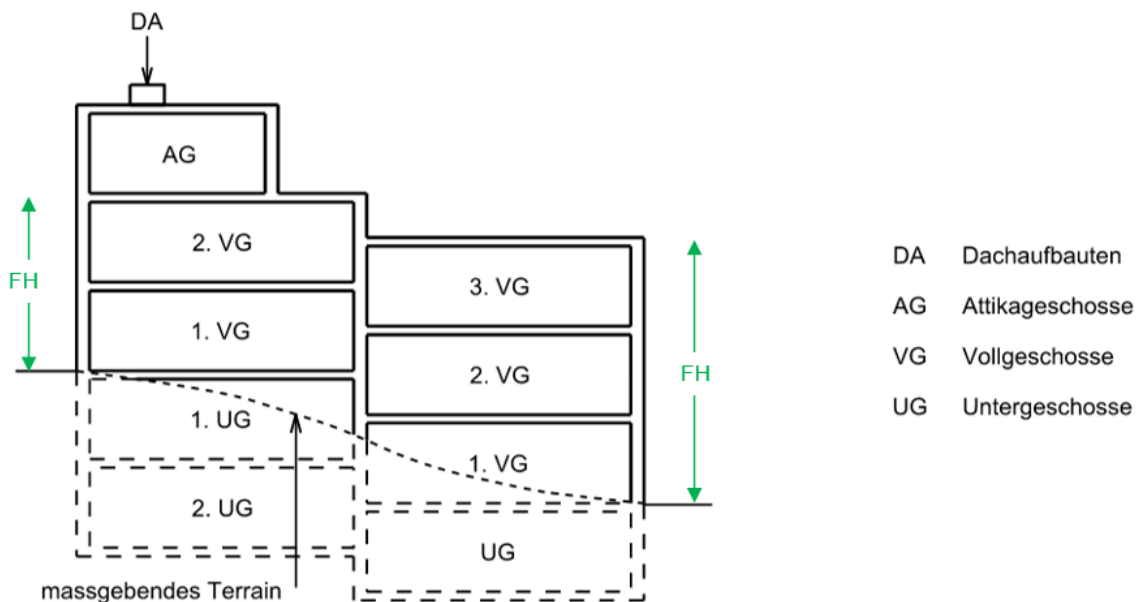 DA
AG
2. VG
3. VG
FH
1. VG
2. VG
FH
1. UG
1. VG
2. UG
UG
massgebendes Terrain
DA Dachaufbauten
AG Attikageschosse
VG Vollgeschosse
UG Untergeschosse